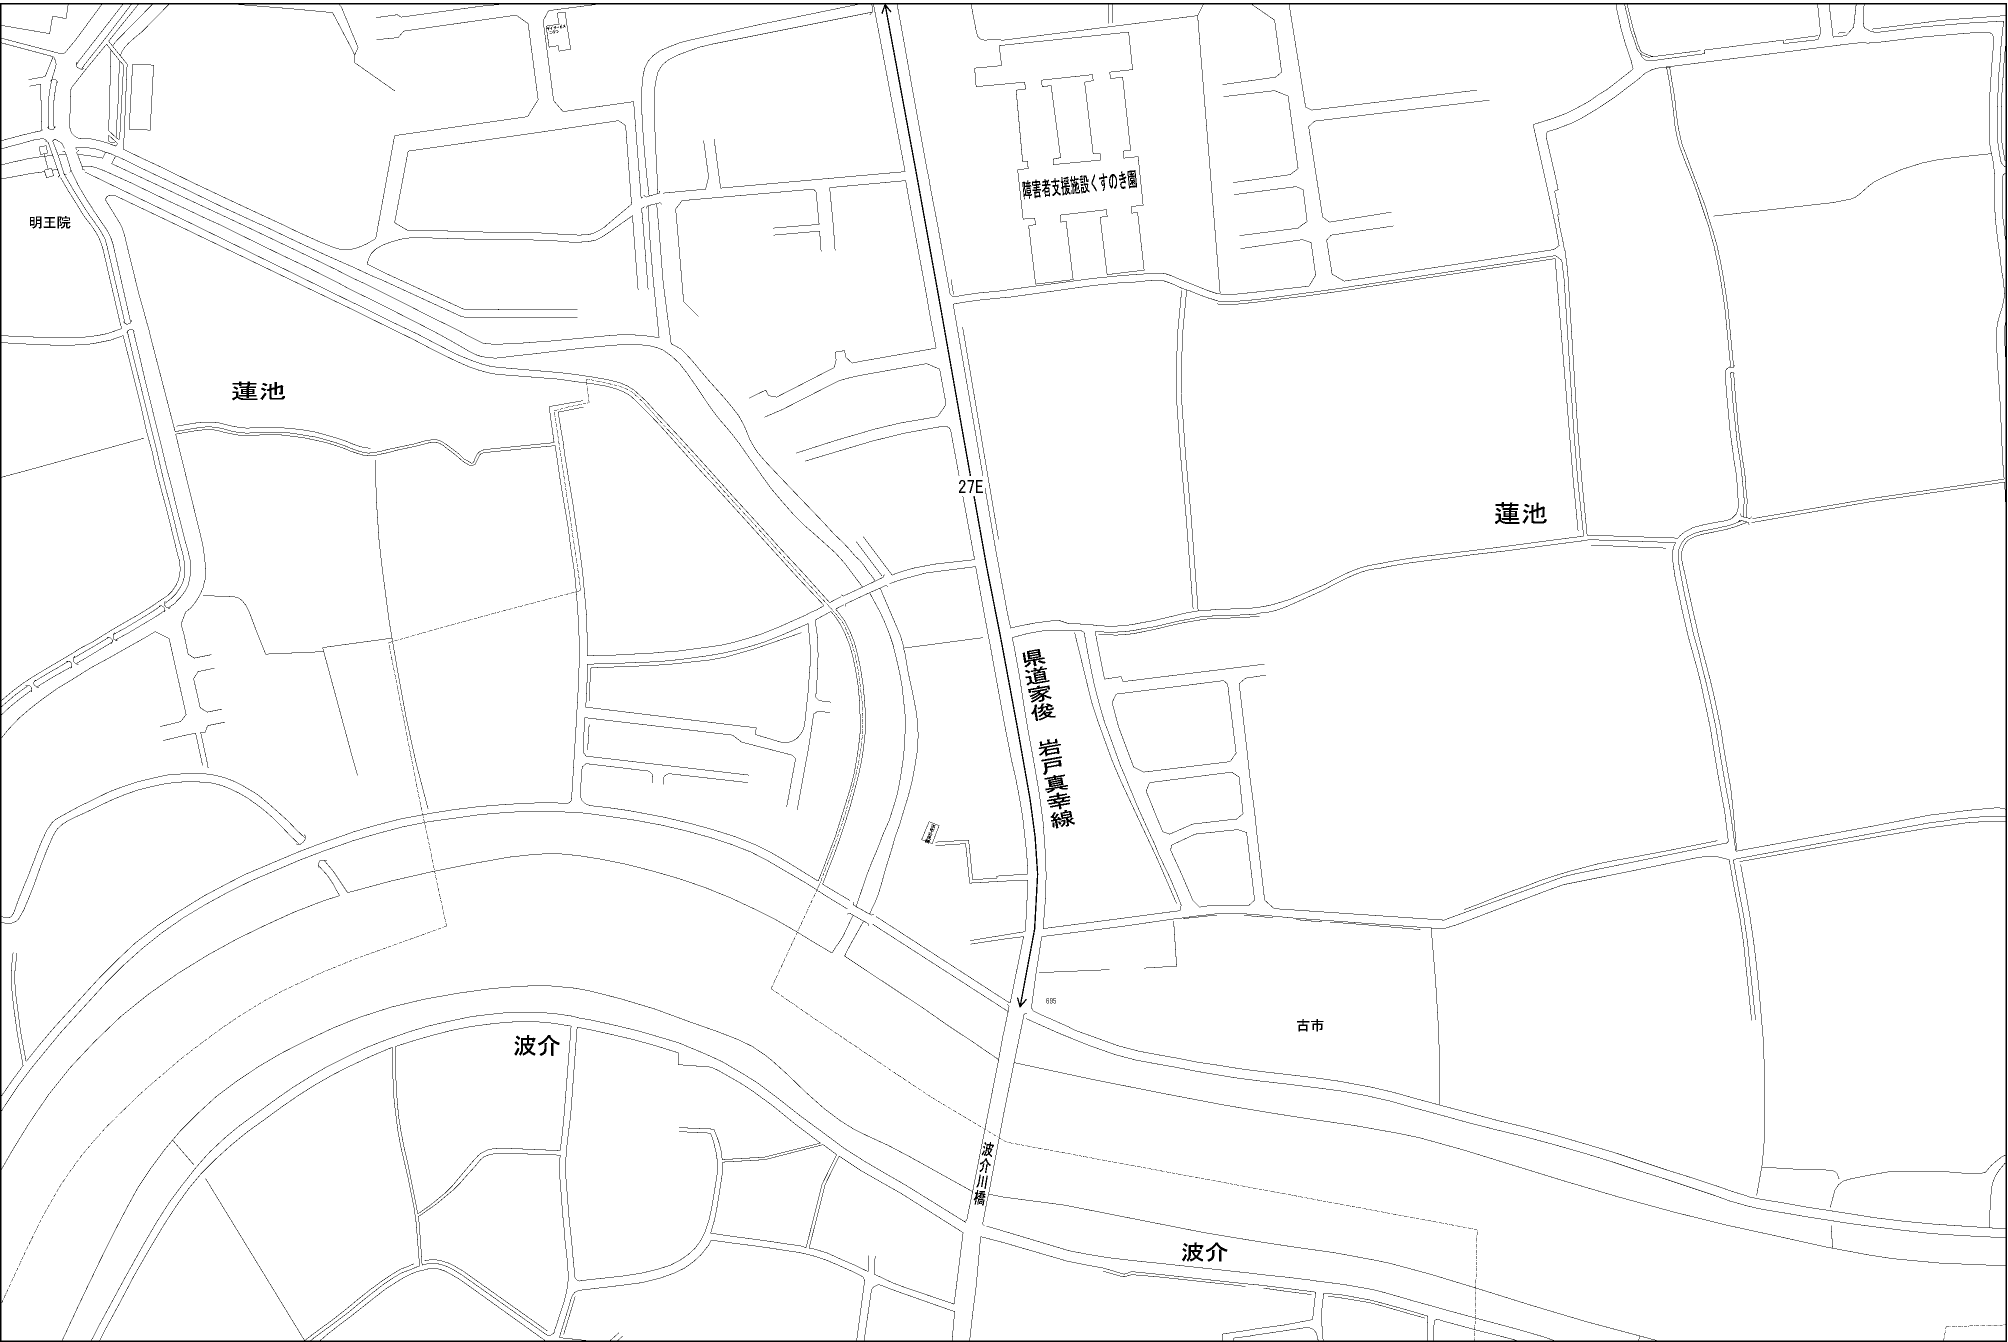 障害者支援施設くすのき園
明王院
蓮池
27E
蓮池
県道家俊 岩戸真幸線
695
古市
波介
波介川橋
波介